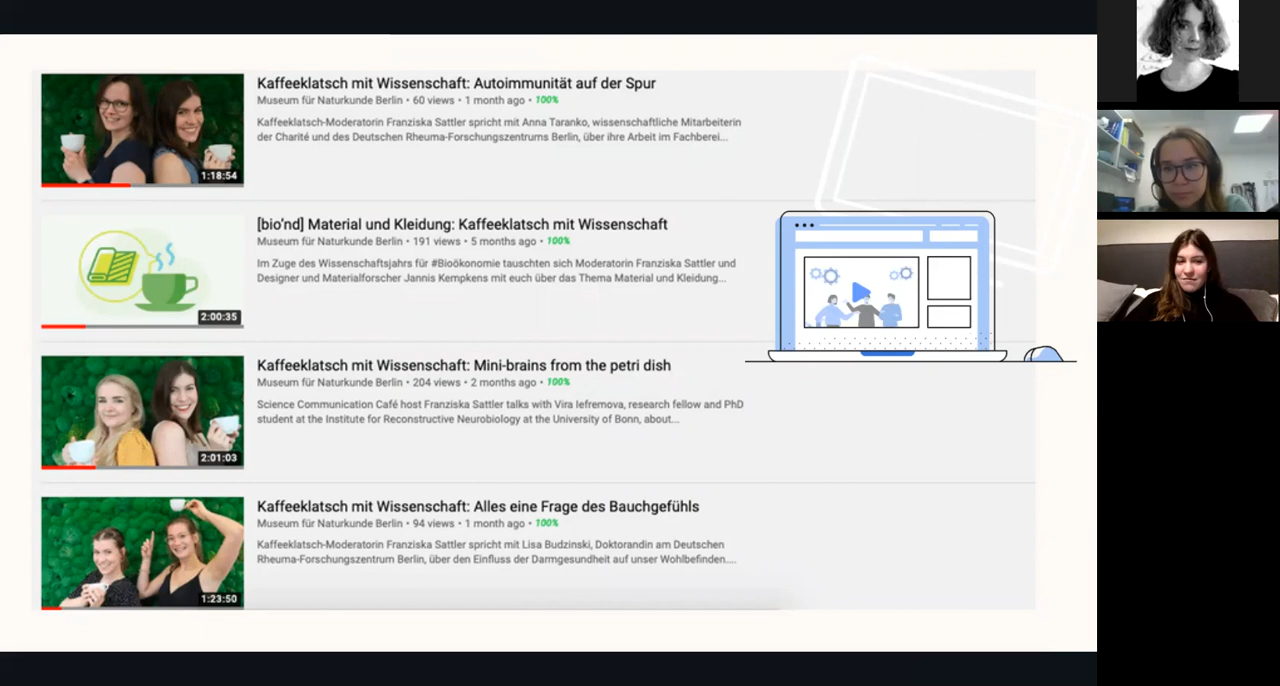 Kaffeeklatsch mit Wissenschaft: Autoimmunität auf der Spur
Museum für Naturkunde Berlin • 60 views • 1 month ago • 100%
Kaffeeklatsch-Moderatorin Franziska Sattler spricht mit Anna Taranko, wissenschaftliche Mitarbeiterin
der Charité und des Deutschen Rheuma-Forschungszentrums Berlin, über ihre Arbeit im Fachberei...
1:18:54
[bio'nd] Material und Kleidung: Kaffeeklatsch mit Wissenschaft
Museum für Naturkunde Berlin • 191 views • 5 months ago • 100%
Im Zuge des Wissenschaftsjahrs für #Bioökonomie tauschten sich Moderatorin Franziska Sattler und
Designer und Materialforscher Jannis Kempkens mit euch über das Thema Material und Kleidung...
2:00:35
Kaffeeklatsch mit Wissenschaft: Mini-brains from the petri dish
Museum für Naturkunde Berlin • 204 views • 2 months ago • 100%
Science Communication Café host Franziska Sattler talks with Vira Iefremova, research fellow and PhD
student at the Institute for Reconstructive Neurobiology at the University of Bonn, about...
2:01:03
Kaffeeklatsch mit Wissenschaft: Alles eine Frage des Bauchgefühls
Museum für Naturkunde Berlin • 94 views • 1 month ago • 100%
Kaffeeklatsch-Moderatorin Franziska Sattler spricht mit Lisa Budzinski, Doktorandin am Deutschen
Rheuma-Forschungszentrum Berlin, über den Einfluss der Darmgesundheit auf unser Wohlbefinden....
1:23:50